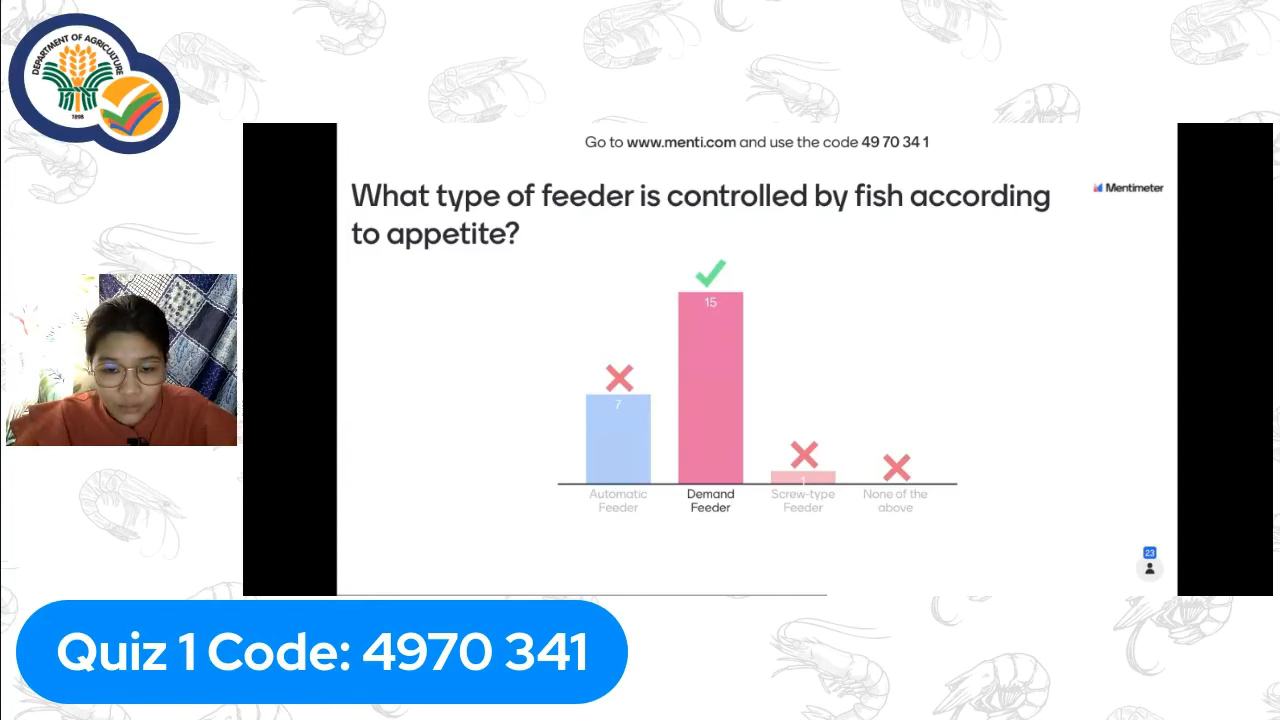 DEPARTMENT OF AGRICULTURE
1898
Go to www.menti.com and use the code 49 70 34 1
What type of feeder is controlled by fish according
to appetite?
Mentimeter
15
7
1
Automatic
Feeder
Demand
Feeder
Screw-type
Feeder
None of the
above
23
Quiz 1 Code: 4970 341